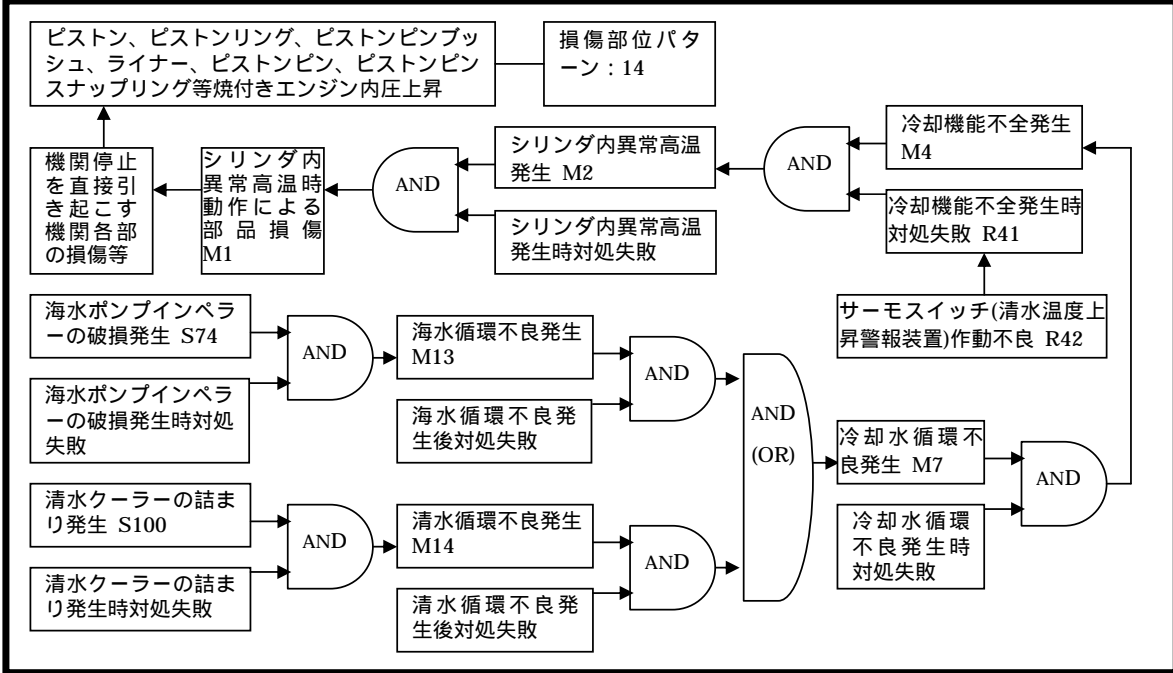 ピストン、ピストンリング、ピストンピンブッ
シュ、ライナー、ピストンピン、ピストンピン
スナップリング等焼付きエンジン内圧上昇
損傷部位パタ
ーン：14
機関停止
を直接引
き起こす
機関各部
の損傷等
シリンダ内
異常高温時
動作による
部品損傷
M1
AND
シリンダ内異常高温
発生 M2
シリンダ内異常高温
発生時対処失敗
AND
冷却機能不全発生
M4
冷却機能不全発生時
対処失敗 R41
サーモスイッチ(清水温度上
昇警報装置)作動不良 R42
海水ポンプインペラ
ーの破損発生 S74
海水ポンプインペラ
ーの破損発生時対処
失敗
AND
海水循環不良発生
M13
海水循環不良発
生後対処失敗
AND
清水クーラーの詰ま
り発生 S100
清水クーラーの詰ま
り発生時対処失敗
AND
清水循環不良発生
M14
清水循環不良発
生後対処失敗
AND
AND
(OR)
冷却水循環不
良発生 M7
冷却水循環
不良発生時
対処失敗
AND